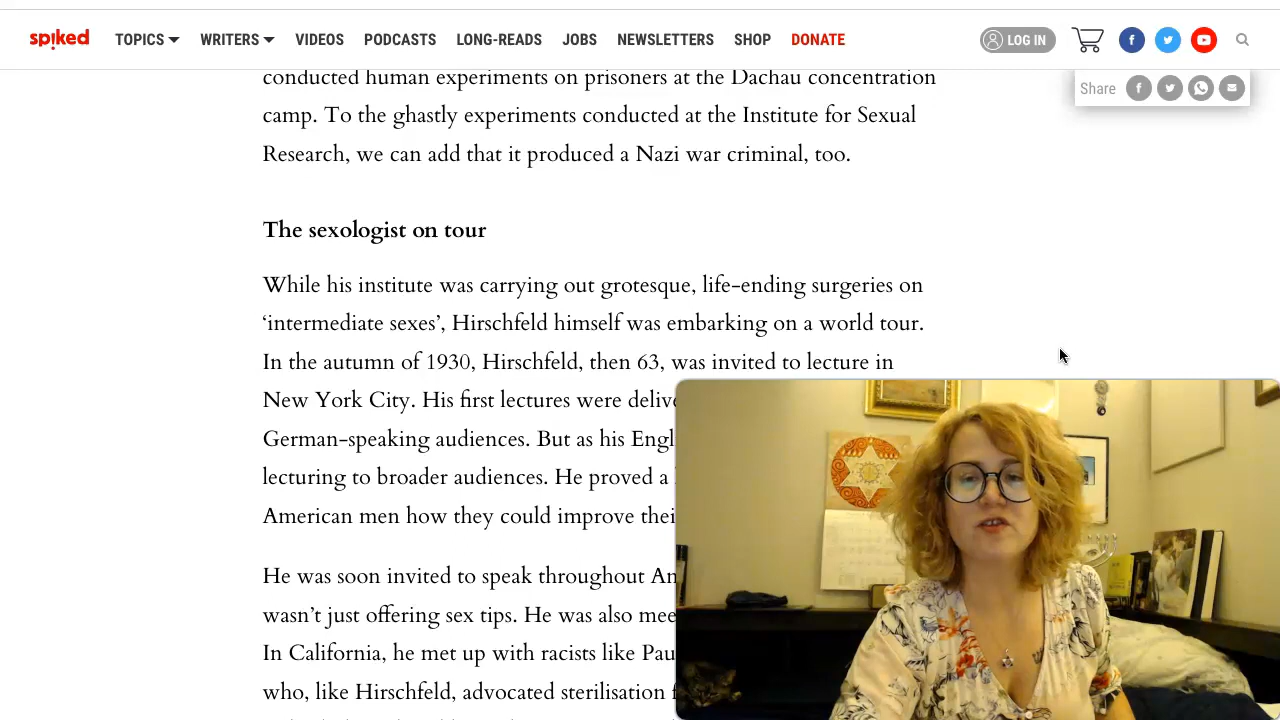 spiked
TOPICS
WRITERS
VIDEOS
PODCASTS
LONG-READS
JOBS
NEWSLETTERS
SHOP
DONATE
LOG IN
Share
conducted human experiments on prisoners at the Dachau concentration
camp. To the ghastly experiments conducted at the Institute for Sexual
Research, we can add that it produced a Nazi war criminal, too.
The sexologist on tour
While his institute was carrying out grotesque, life-ending surgeries on
‘intermediate sexes’, Hirschfeld himself was embarking on a world tour.
In the autumn of 1930, Hirschfeld, then 63, was invited to lecture in
New York City. His first lectures were
German-speaking audiences. But as his
lecturing to broader audiences. He proved a
American men how they could improve
He was soon invited to speak throughout
wasn’t just offering sex tips. He was also
In California, he met up with racists like
who, like Hirschfeld, advocated sterilisation